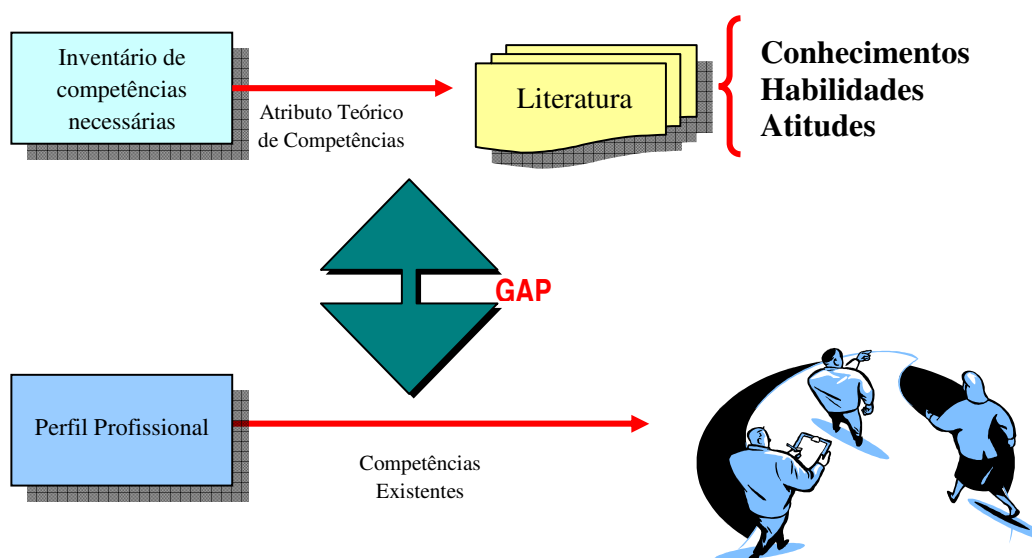 Inventário de
competências
necessárias
Atributo Teórico
de Competências
Literatura
Conhecimentos
Habilidades
Atitudes
GAP
Perfil Profissional
Competências
Existentes